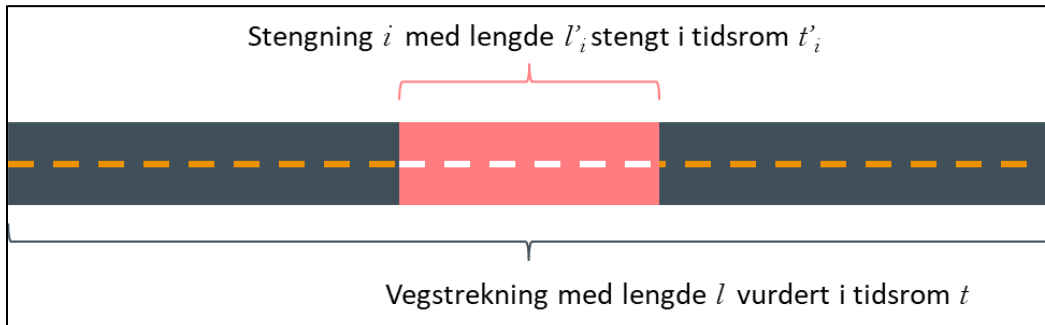 Stengning i med lengde l'i stengt i tidsrom t'i
Vegstrekning med lengde l vurdert i tidsrom t